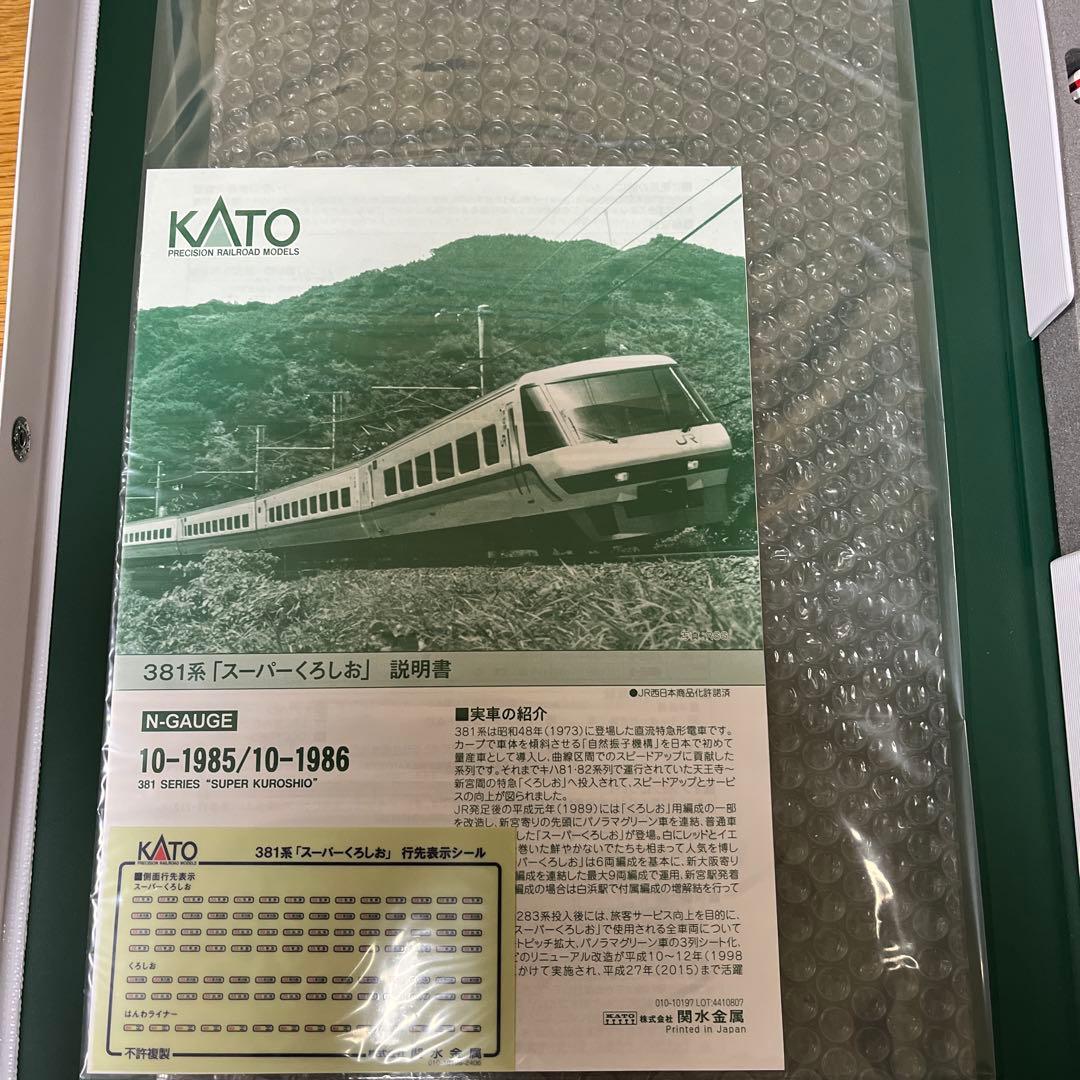 KATO
PRECISION RAILROAD MODELS
JR
381系「スーパーくろしお」 説明書
●JR西日本商品化許諾済
N-GAUGE
10-1985/10-1986
381 SERIES "SUPER KUROSHIO"
■実車の紹介
381系は昭和48年(1973)に登場した直流特急形電車です。
カーブで車体を傾斜させる「自然振子機構」を日本で初めて
量産車として導入し、曲線区間でのスピードアップに貢献した
系列です。それまでキハ81・82系列で運行されていた天王寺~
新宮間の特急「くろしお」へ投入されて、スピードアップとサービ
スの向上が図られました。
JR発足後の平成元年(1989)には「くろしお」用編成の一部
を改造し、新宮寄りの先頭にパノラマグリーン車を連結、普通車
した「スーパーくろしお」が登場。白にレッドとイエ
巻いた鮮やかないでたちも相まって人気を博し
パーくろしお」は6両編成を基本に、新大阪寄り
編成を連結した最大9両編成で運用、新宮駅発着
編成の場合は白浜駅で付属編成の増解結を行って
283系投入後には、旅客サービス向上を目的に、
スーパーくろしお」で使用される全車両について
トピッチ拡大、パノラマグリーン車の3列シート化、
のリニューアル改造が平成10~12年(1998
かけて実施され、平成27年(2015)まで活躍
010-10197 LOT:4410807
KATO 株式会社 関水金属
Printed in Japan
KATO
PRECISION RAILROAD MODELS
381系「スーパーくろしお」 行先表示シール
■側面行先表示
スーパーくろしお
くろしお
はんわライナー
不許複製
株式会社 関水金属